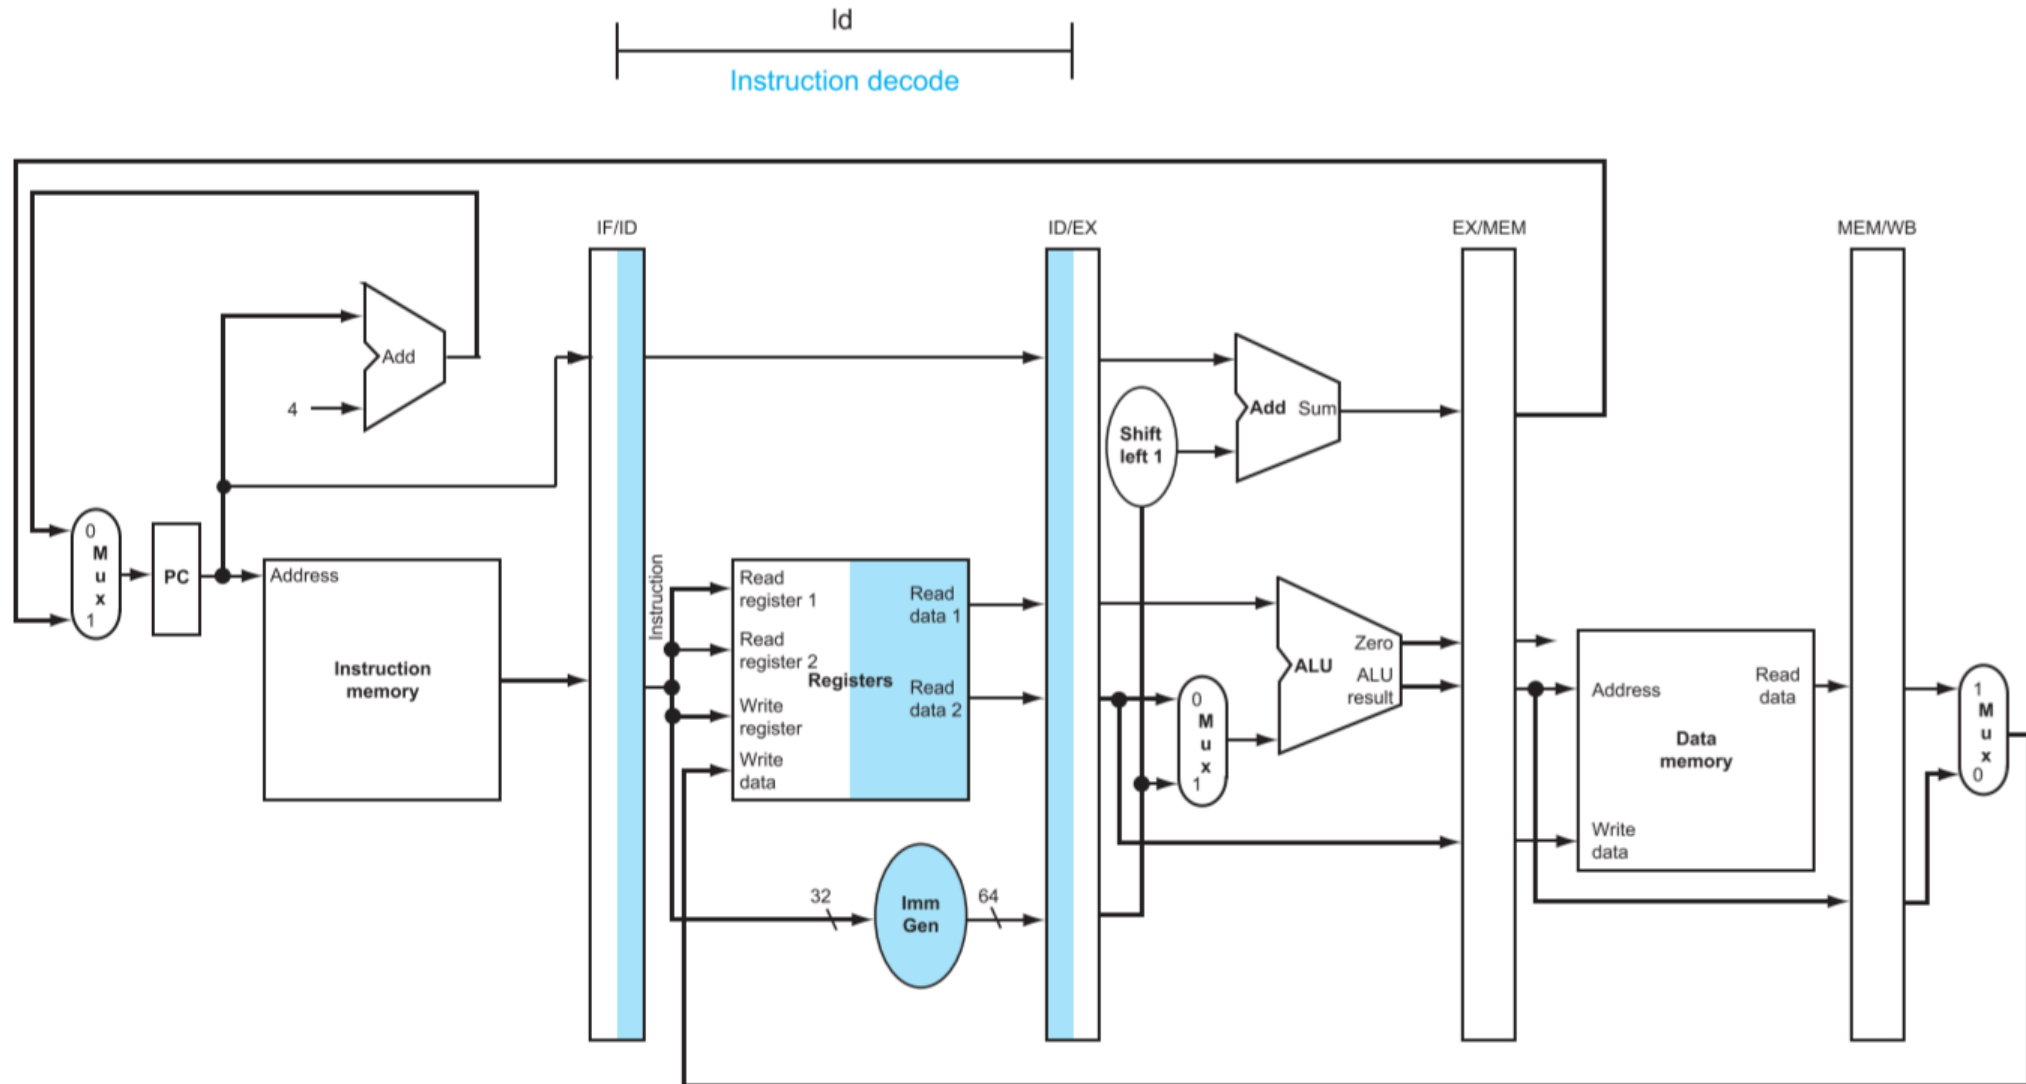 ld
Instruction decode
IF/ID
ID/EX
EX/MEM
MEM/WB
Add
4
Add Sum
Shift
left 1
0
M
u
x
1
PC
Address
Instruction
memory
Instruction
Read
register 1
Read
register 2
Registers
Write
register
Write
data
Read
data 1
Read
data 2
32
Imm
Gen
64
0
M
u
x
1
ALU
Zero
ALU
result
Address
Read
data
Data
memory
Write
data
1
M
u
x
0